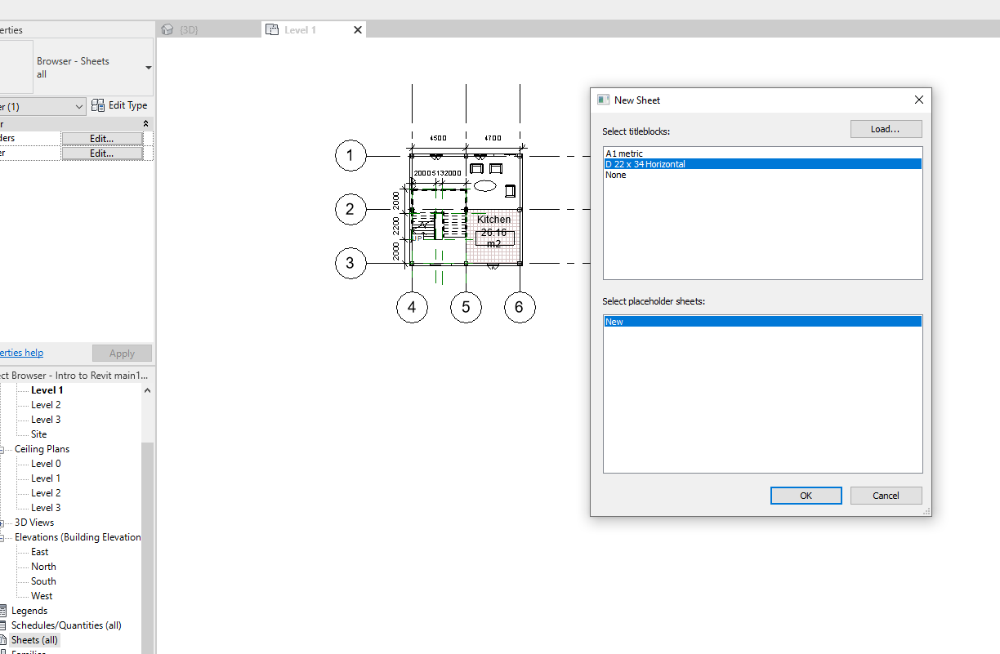 erties
{3D}
Level 1
Browser - Sheets
all
er (1)
Edit Type
r
ders
Edit...
er
Edit...
erties help
Apply
ect Browser - Intro to Revit main1...
Level 1
Level 2
Level 3
Site
Ceiling Plans
Level 0
Level 1
Level 2
Level 3
3D Views
Elevations (Building Elevation
East
North
South
West
Legends
Schedules/Quantities (all)
Sheets (all)
Families
4500
4700
1
2000
513
2000
2
2000
2200
2000
Kitchen
26.16
m2
UP
3
4
5
6
New Sheet
Select titleblocks:
Load...
A1 metric
D 22 x 34 Horizontal
None
Select placeholder sheets:
New
OK
Cancel